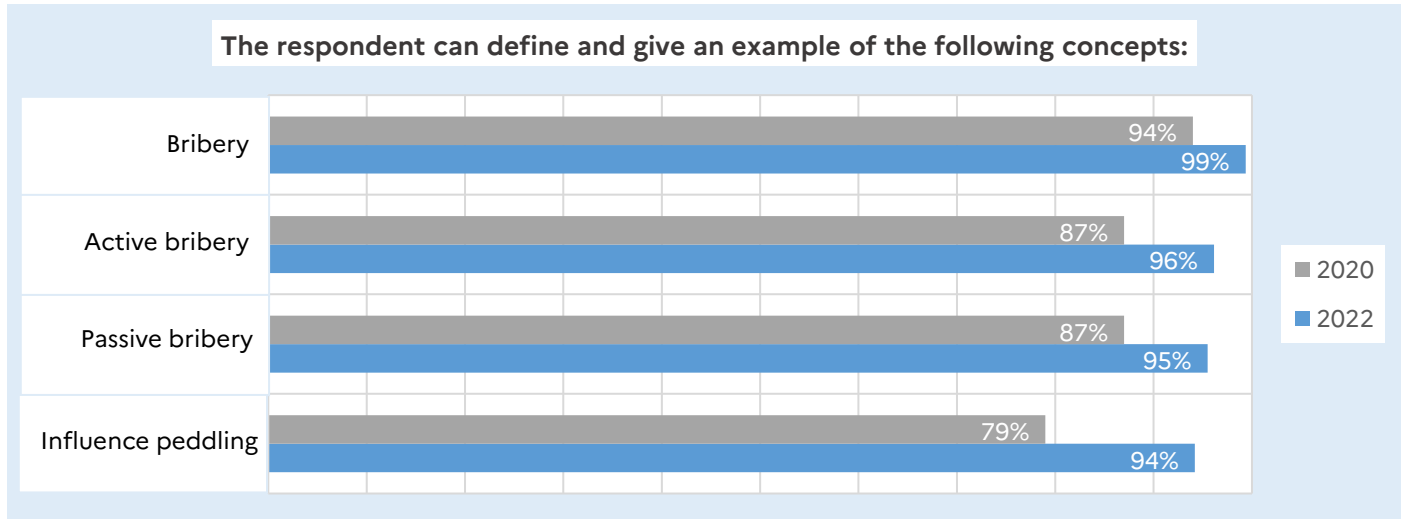 The respondent can define and give an example of the following concepts:
Bribery
94%
99%
Active bribery
87%
96%
Passive bribery
87%
95%
Influence peddling
79%
94%
2020
2022